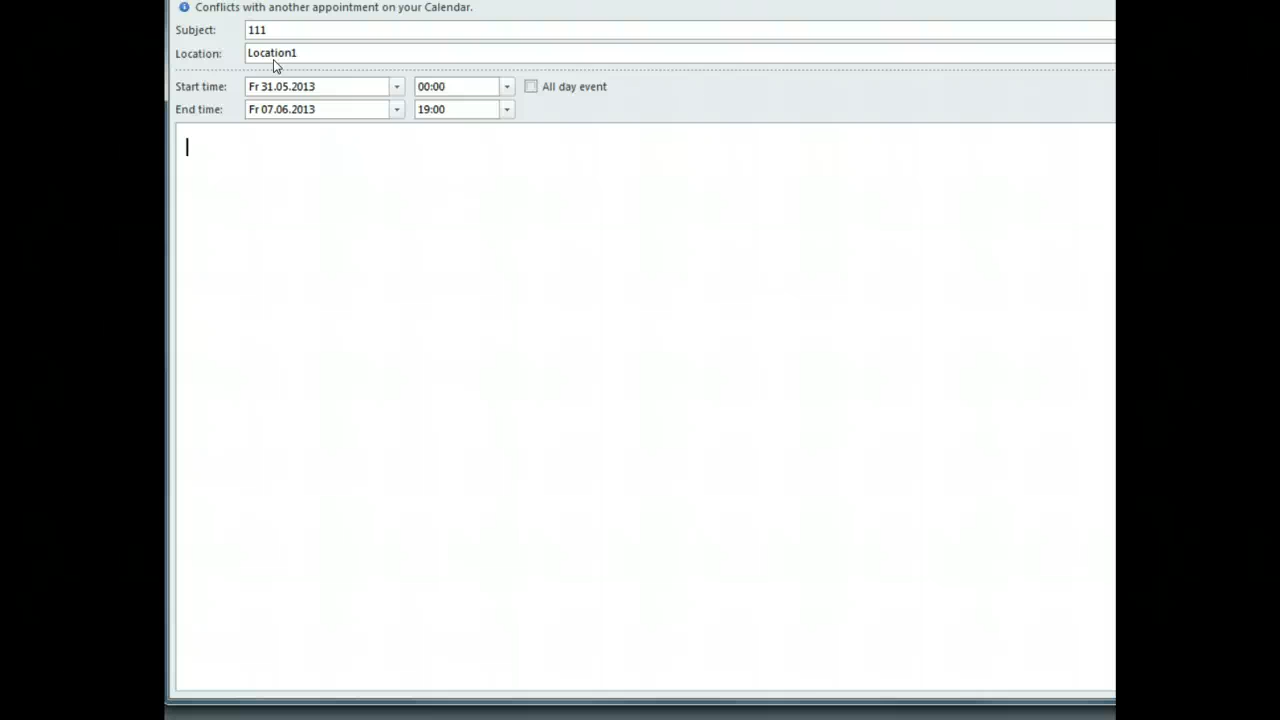 Conflicts with another appointment on your Calendar.
Subject: 111
Location: Location1
Start time: Fr 31.05.2013 00:00 All day event
End time: Fr 07.06.2013 19:00